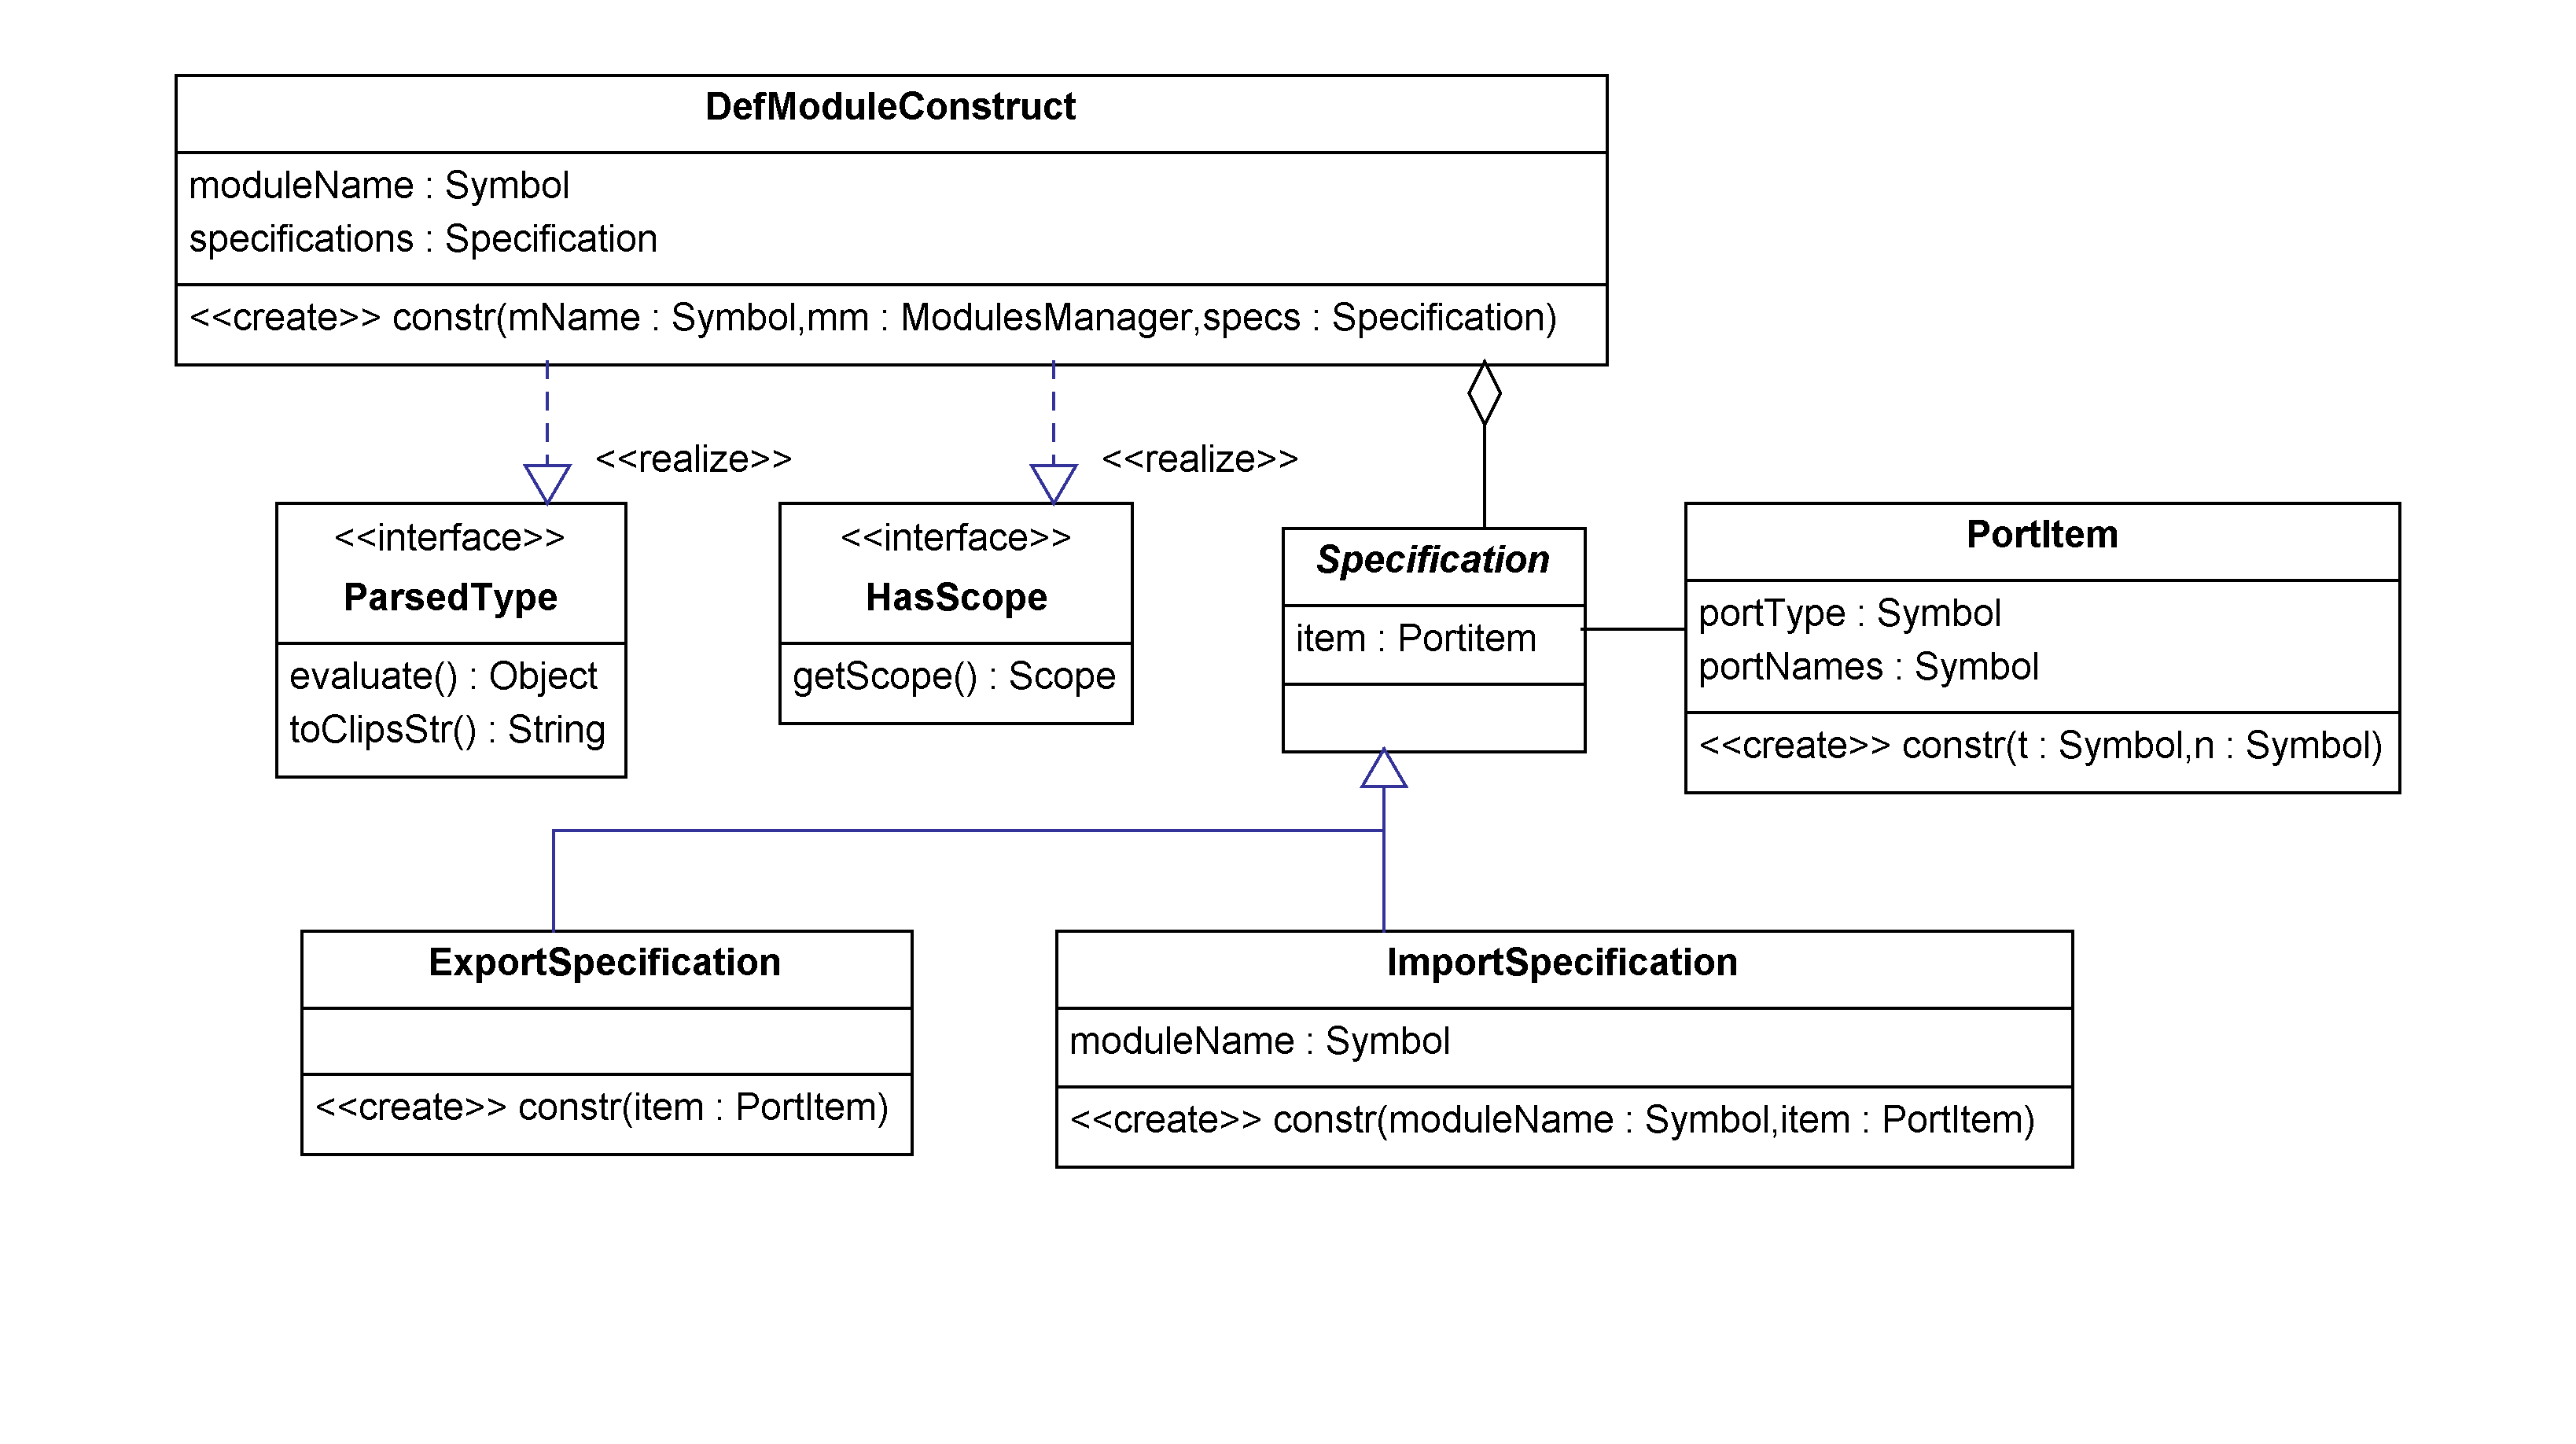 DefModuleConstruct
moduleName : Symbol
specifications : Specification
<<create>> constr(mName : Symbol,mm : ModulesManager,specs : Specification)
<<realize>>
<<realize>>
<<interface>>
ParsedType
evaluate() : Object
toClipsStr() : String
<<interface>>
HasScope
getScope() : Scope
Specification
item : Portitem
PortItem
portType : Symbol
portNames : Symbol
<<create>> constr(t : Symbol,n : Symbol)
ExportSpecification
<<create>> constr(item : PortItem)
ImportSpecification
moduleName : Symbol
<<create>> constr(moduleName : Symbol,item : PortItem)